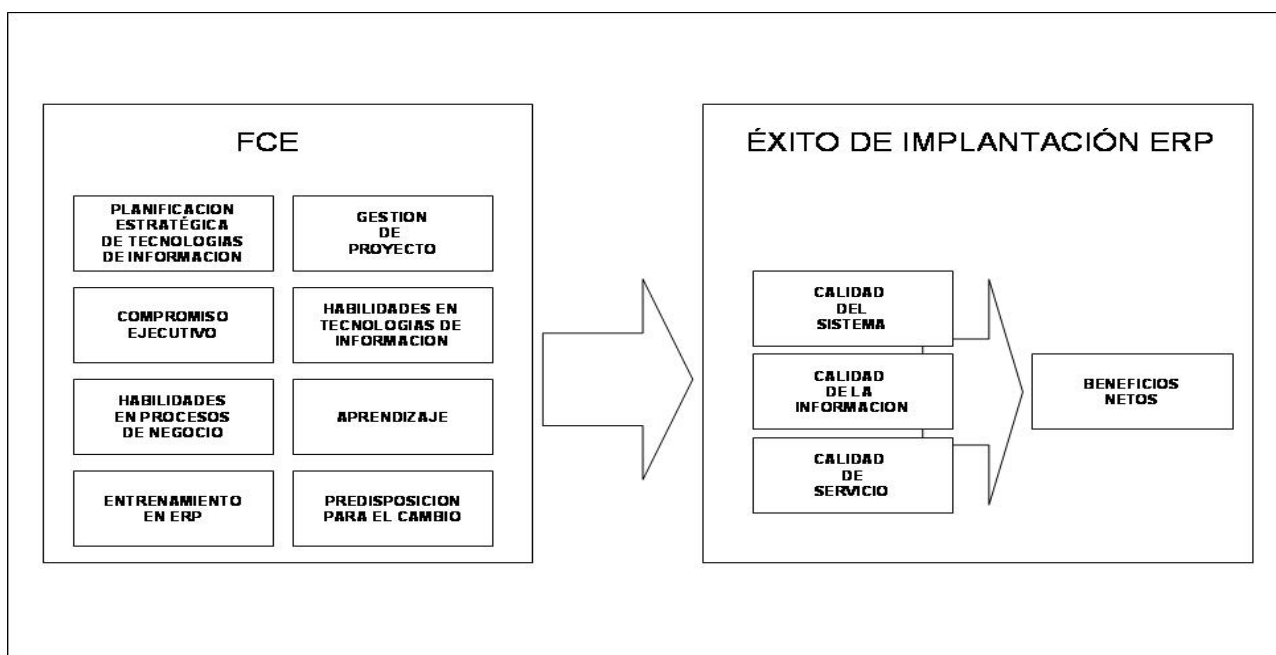 FCE
PLANIFICACION
ESTRATÉGICA
DE TECNOLOGIAS
DE INFORMACION
GESTION
DE
PROYECTO
COMPROMISO
EJECUTIVO
HABILIDADES EN
TECNOLOGIAS DE
INFORMACION
HABILIDADES
EN PROCESOS
DE NEGOCIO
APRENDIZAJE
ENTRENAMIENTO
EN ERP
PREDISPOSICION
PARA EL CAMBIO
ÉXITO DE IMPLANTACIÓN ERP
CALIDAD
DEL
SISTEMA
CALIDAD
DE LA
INFORMACION
CALIDAD
DE
SERVICIO
BENEFICIOS
NETOS